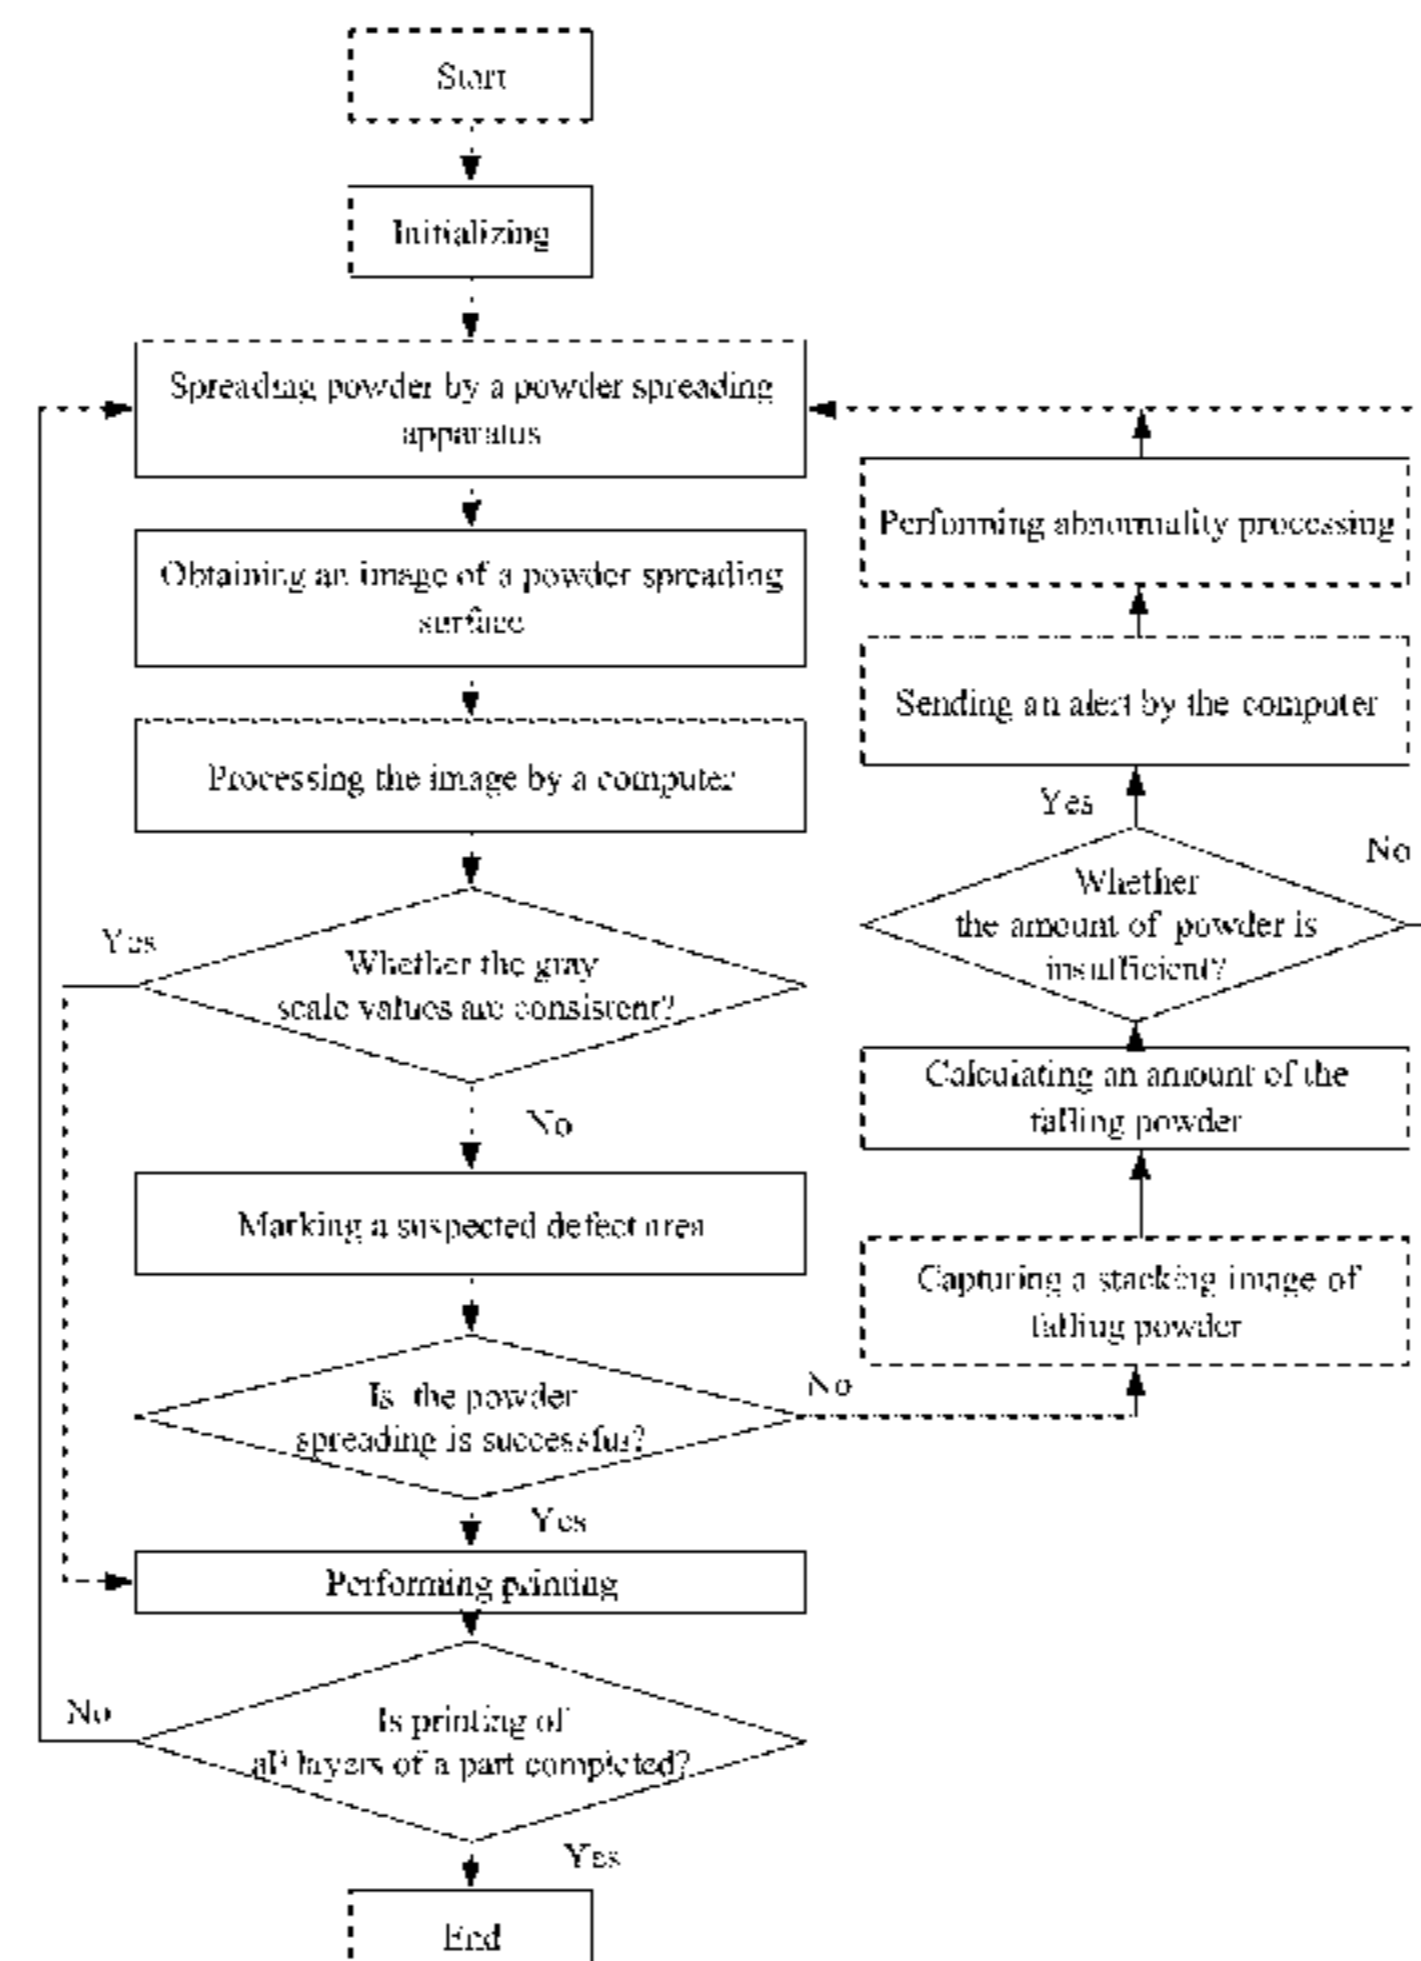 Start
Initializing
Spreading powder by a powder spreading
apparatus
Obtaining an image of a powder spreading
surface
Processing the image by a computer
Yes
Whether the gray
scale values are consistent?
No
Marking a suspected defect area
Is the powder
spreading is successful?
No
Yes
Performing printing
No
Is printing of
all layers of a part completed?
Yes
End
Performing abnormality processing
Sending an alert by the computer
Yes
No
Whether
the amount of powder is
insufficient?
Calculating an amount of the
falling powder
Capturing a stacking image of
falling powder